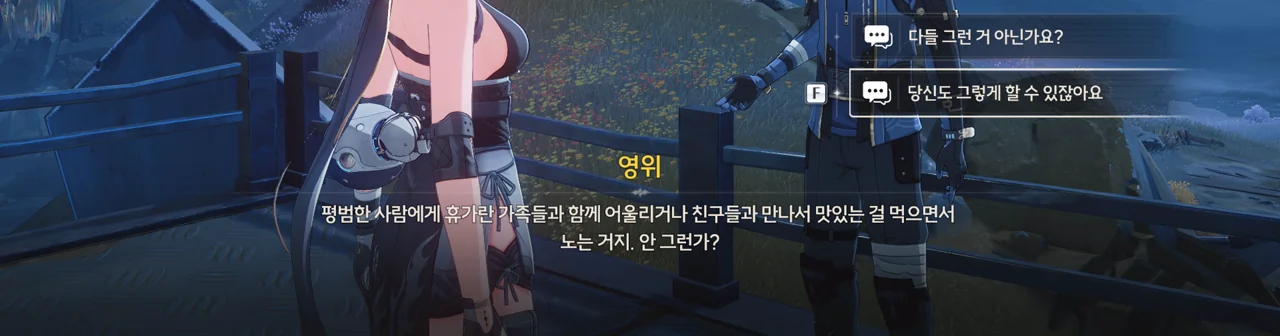 다들 그런 거 아닌가요?
F
당신도 그렇게 할 수 있잖아요
영위
평범한 사람에게 휴가란 가족들과 함께 어울리거나 친구들과 만나서 맛있는 걸 먹으면서
노는 거지. 안 그런가?